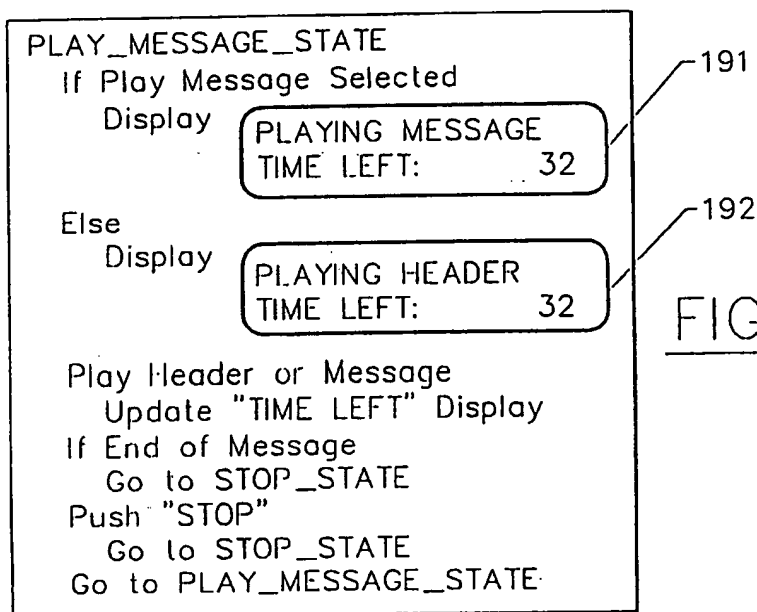 PLAY_MESSAGE_STATE
If Play Message Selected
Display
PLAYING MESSAGE
TIME LEFT: 32
191
Else
Display
PLAYING HEADER
TIME LEFT: 32
192
FIG
Play Header or Message
Update "TIME LEFT" Display
If End of Message
Go to STOP_STATE
Push "STOP"
Go to STOP_STATE
Go to PLAY_MESSAGE_STATE